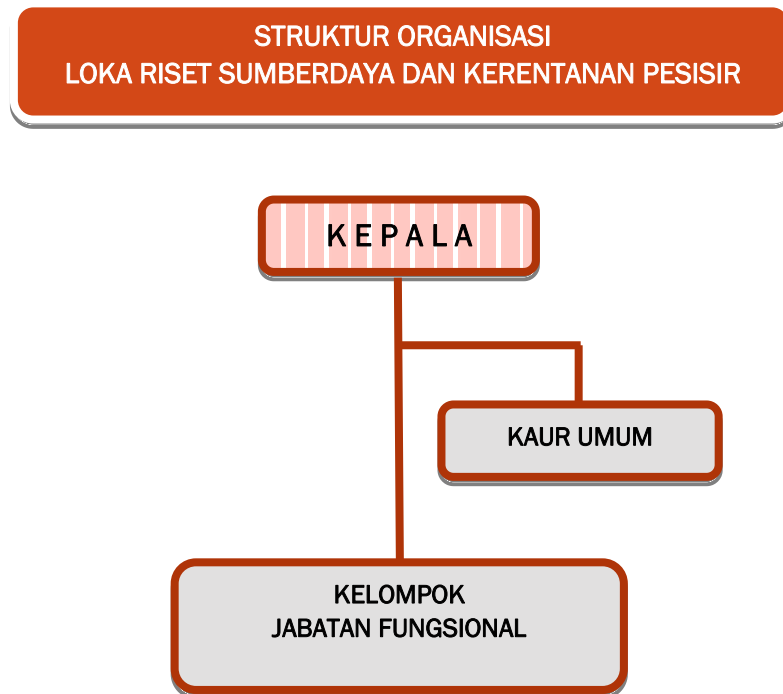 STRUKTUR ORGANISASI
LOKA RISET SUMBERDAYA DAN KERENTANAN PESISIR
K E P A L A
KAUR UMUM
KELOMPOK
JABATAN FUNGSIONAL